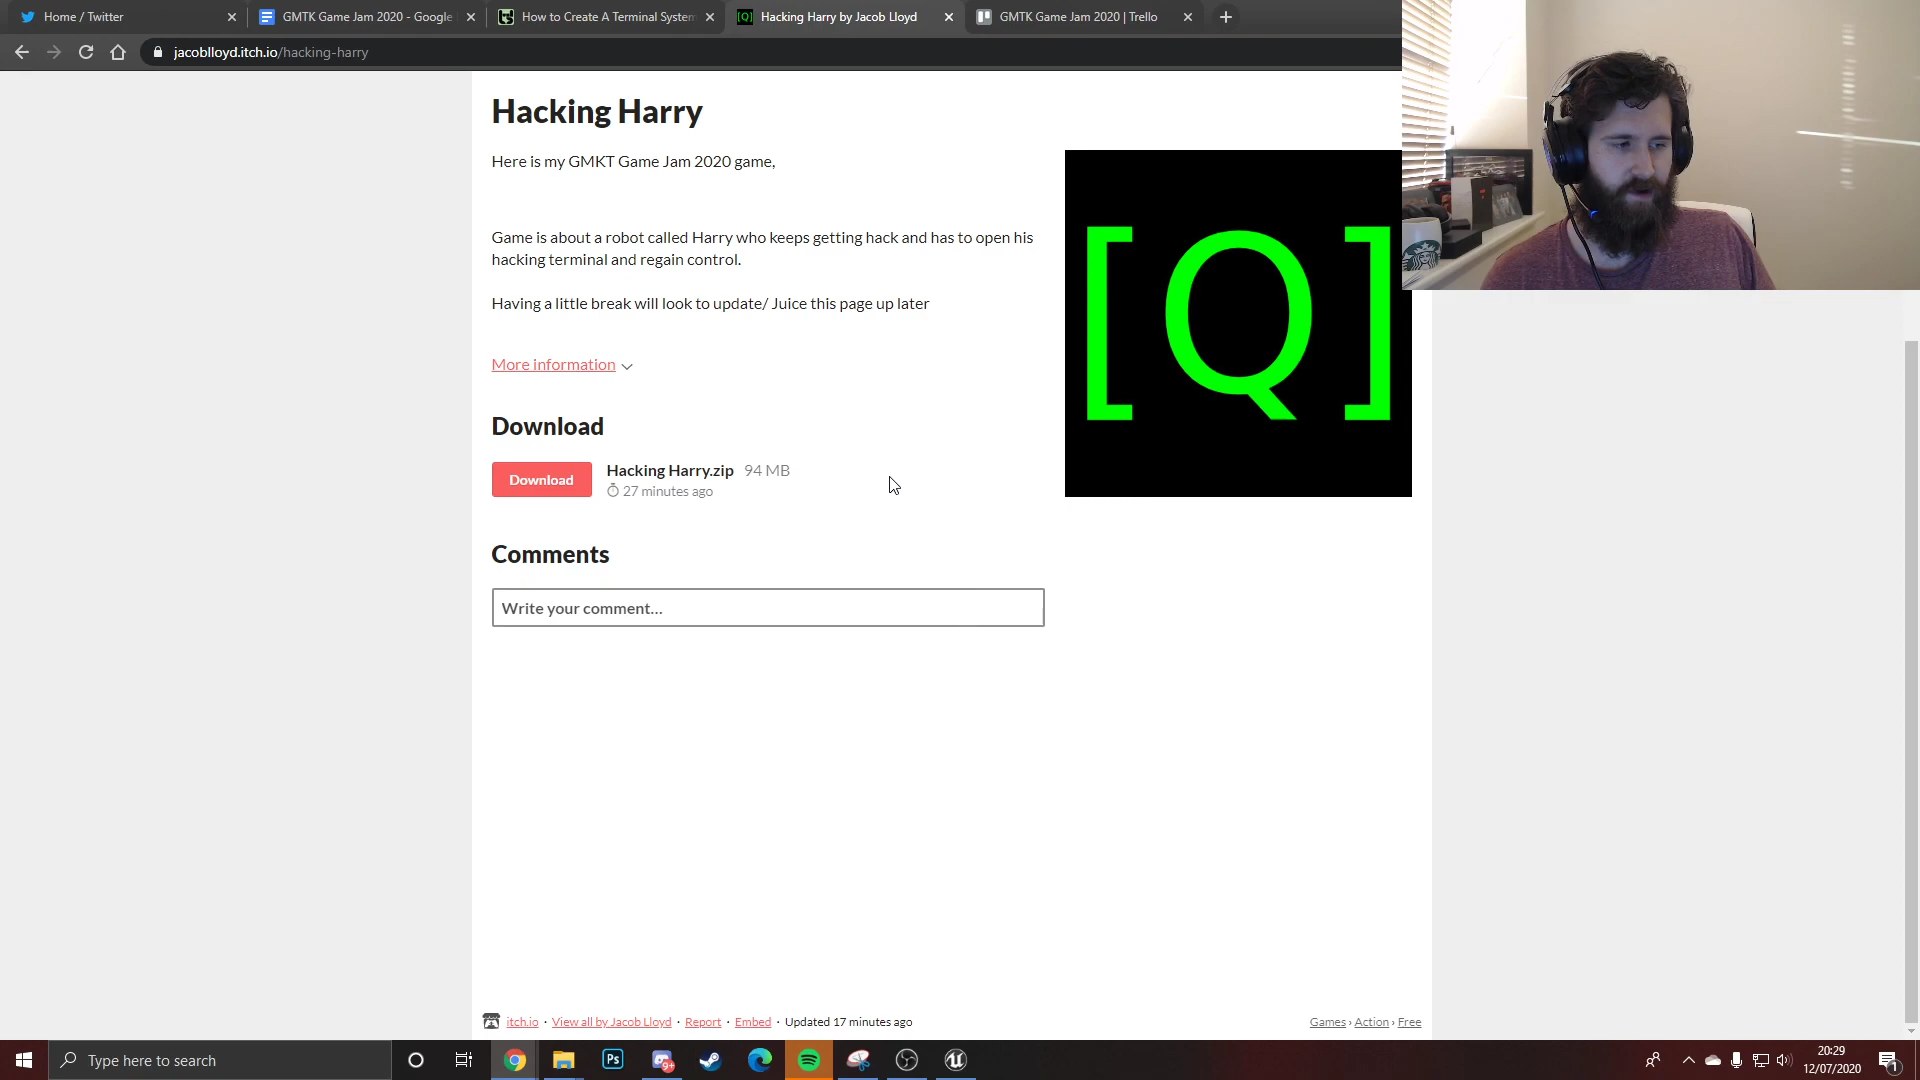 Home / Twitter
GMTK Game Jam 2020 - Google
How to Create A Terminal System
[Q] Hacking Harry by Jacob Lloyd
GMTK Game Jam 2020 | Trello
jacoblloyd.itch.io/hacking-harry
Hacking Harry
Here is my GMKT Game Jam 2020 game,
Game is about a robot called Harry who keeps getting hack and has to open his
hacking terminal and regain control.
Having a little break will look to update/ Juice this page up later
More information
[Q]
Download
Download
Hacking Harry.zip 94 MB
27 minutes ago
Comments
Write your comment...
itch.io · View all by Jacob Lloyd · Report · Embed · Updated 17 minutes ago
Games › Action › Free
Type here to search
Ps
9+
20:29
12/07/2020
1